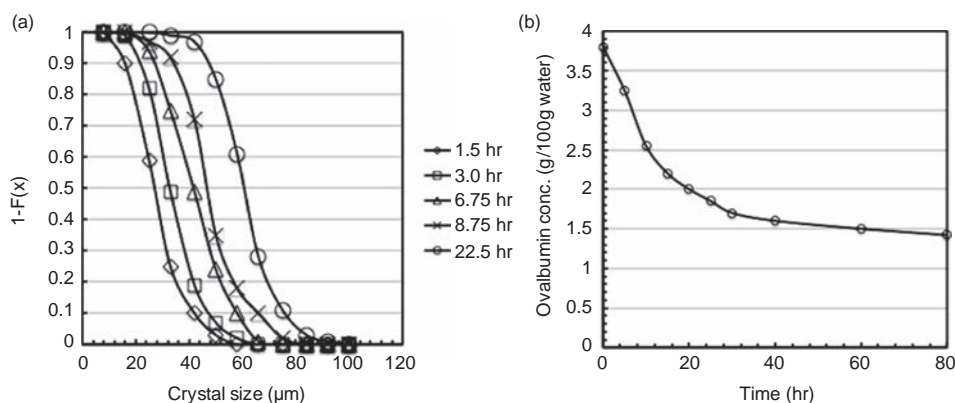 (a)
1
0.9
0.8
0.7
0.6
0.5
0.4
0.3
0.2
0.1
0
1-F(x)
0 20 40 60 80 100 120
Crystal size (µm)
1.5 hr
3.0 hr
6.75 hr
8.75 hr
22.5 hr
(b)
4
3.5
3
2.5
2
1.5
1
0.5
0
Ovalbumin conc. (g/100g water)
0 20 40 60 80
Time (hr)